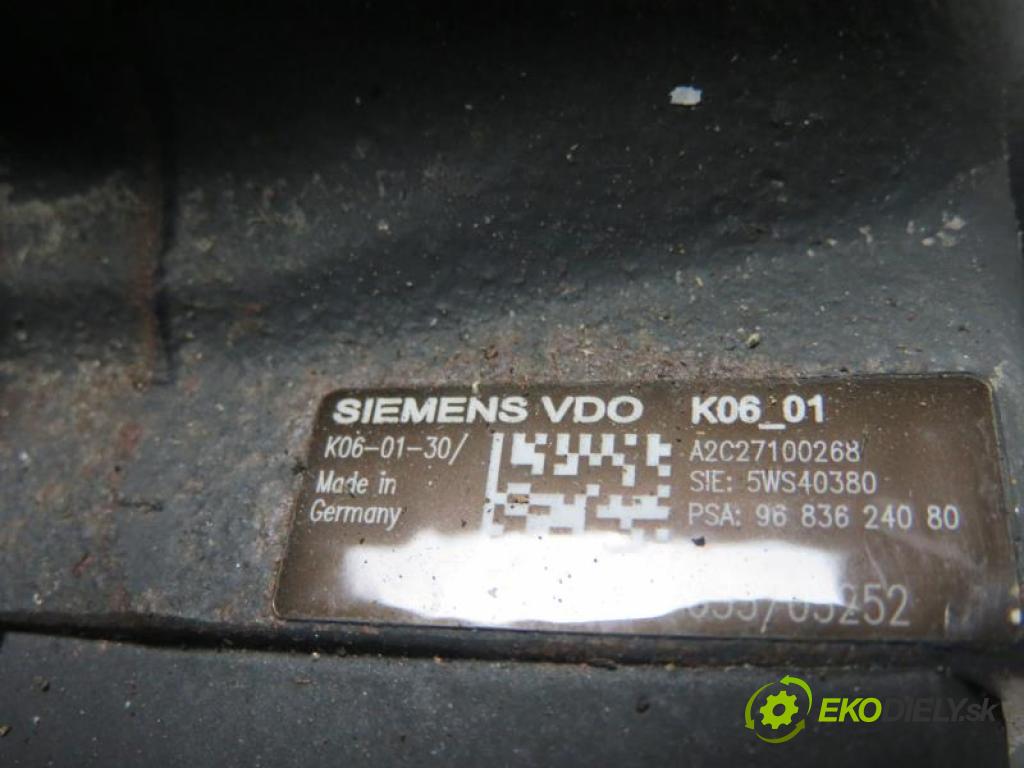 SIEMENS VDO K06_01
K06-01-30/ A2C27100268
Made in SIE: 5WS40380
Germany PSA: 96 836 240 80
EKODIELY.sk